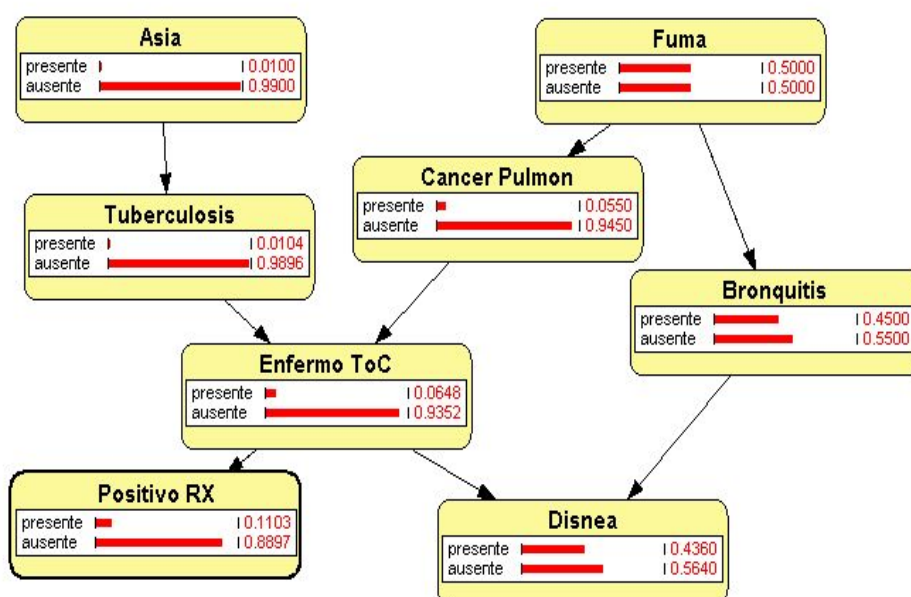 Asia
presente 0.0100
ausente 0.9900
Fuma
presente 0.5000
ausente 0.5000
Cancer Pulmon
presente 0.0550
ausente 0.9450
Tuberculosis
presente 0.0104
ausente 0.9896
Bronquitis
presente 0.4500
ausente 0.5500
Enfermo ToC
presente 0.0648
ausente 0.9352
Positivo RX
presente 0.1103
ausente 0.8897
Disnea
presente 0.4360
ausente 0.5640